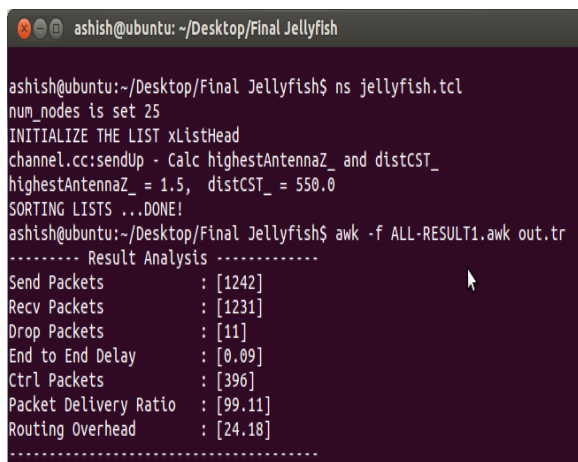 ashish@ubuntu: ~/Desktop/Final Jellyfish
ashish@ubuntu:~/Desktop/Final Jellyfish$ ns jellyfish.tcl
num_nodes is set 25
INITIALIZE THE LIST xListHead
channel.cc:sendUp - Calc highestAntennaZ_ and distCST_
highestAntennaZ_ = 1.5,  distCST_ = 550.0
SORTING LISTS ...DONE!
ashish@ubuntu:~/Desktop/Final Jellyfish$ awk -f ALL-RESULT1.awk out.tr
--------- Result Analysis -------------
Send Packets           : [1242]
Recv Packets           : [1231]
Drop Packets           : [11]
End to End Delay       : [0.09]
Ctrl Packets           : [396]
Packet Delivery Ratio  : [99.11]
Routing Overhead       : [24.18]
---------------------------------------